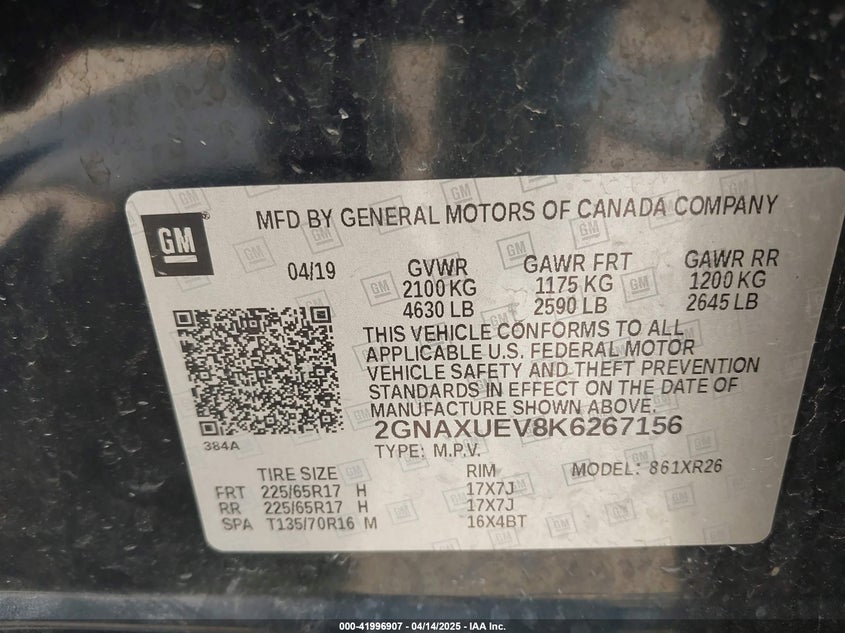 GM
MFD BY GENERAL MOTORS OF CANADA COMPANY
04/19 GVWR GAWR FRT GAWR RR
2100 KG 1175 KG 1200 KG
4630 LB 2590 LB 2645 LB
THIS VEHICLE CONFORMS TO ALL
APPLICABLE U.S. FEDERAL MOTOR
VEHICLE SAFETY AND THEFT PREVENTION
STANDARDS IN EFFECT ON THE DATE OF
MANUFACTURE SHOWN ABOVE.
384A
2GNAXUEV8K6267156
TYPE: M.P.V.
TIRE SIZE RIM MODEL: 861XR26
FRT 225/65R17 H 17X7J
RR 225/65R17 H 17X7J
SPA T135/70R16 M 16X4BT
000-41996907 - 04/14/2025 - IAA Inc.